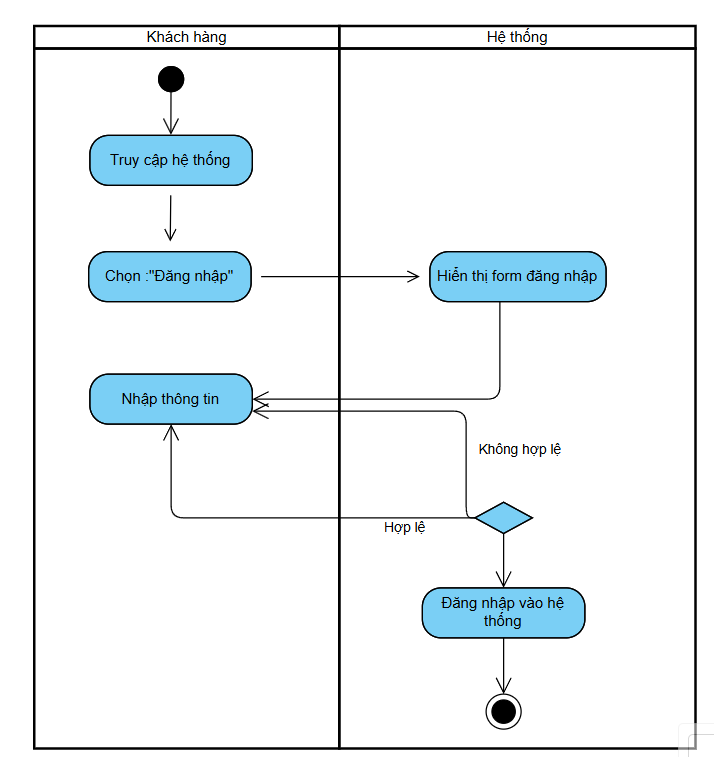 Khách hàng
Hệ thống
Truy cập hệ thống
Chọn :"Đăng nhập"
Hiển thị form đăng nhập
Nhập thông tin
Không hợp lệ
Hợp lệ
Đăng nhập vào hệ
thống